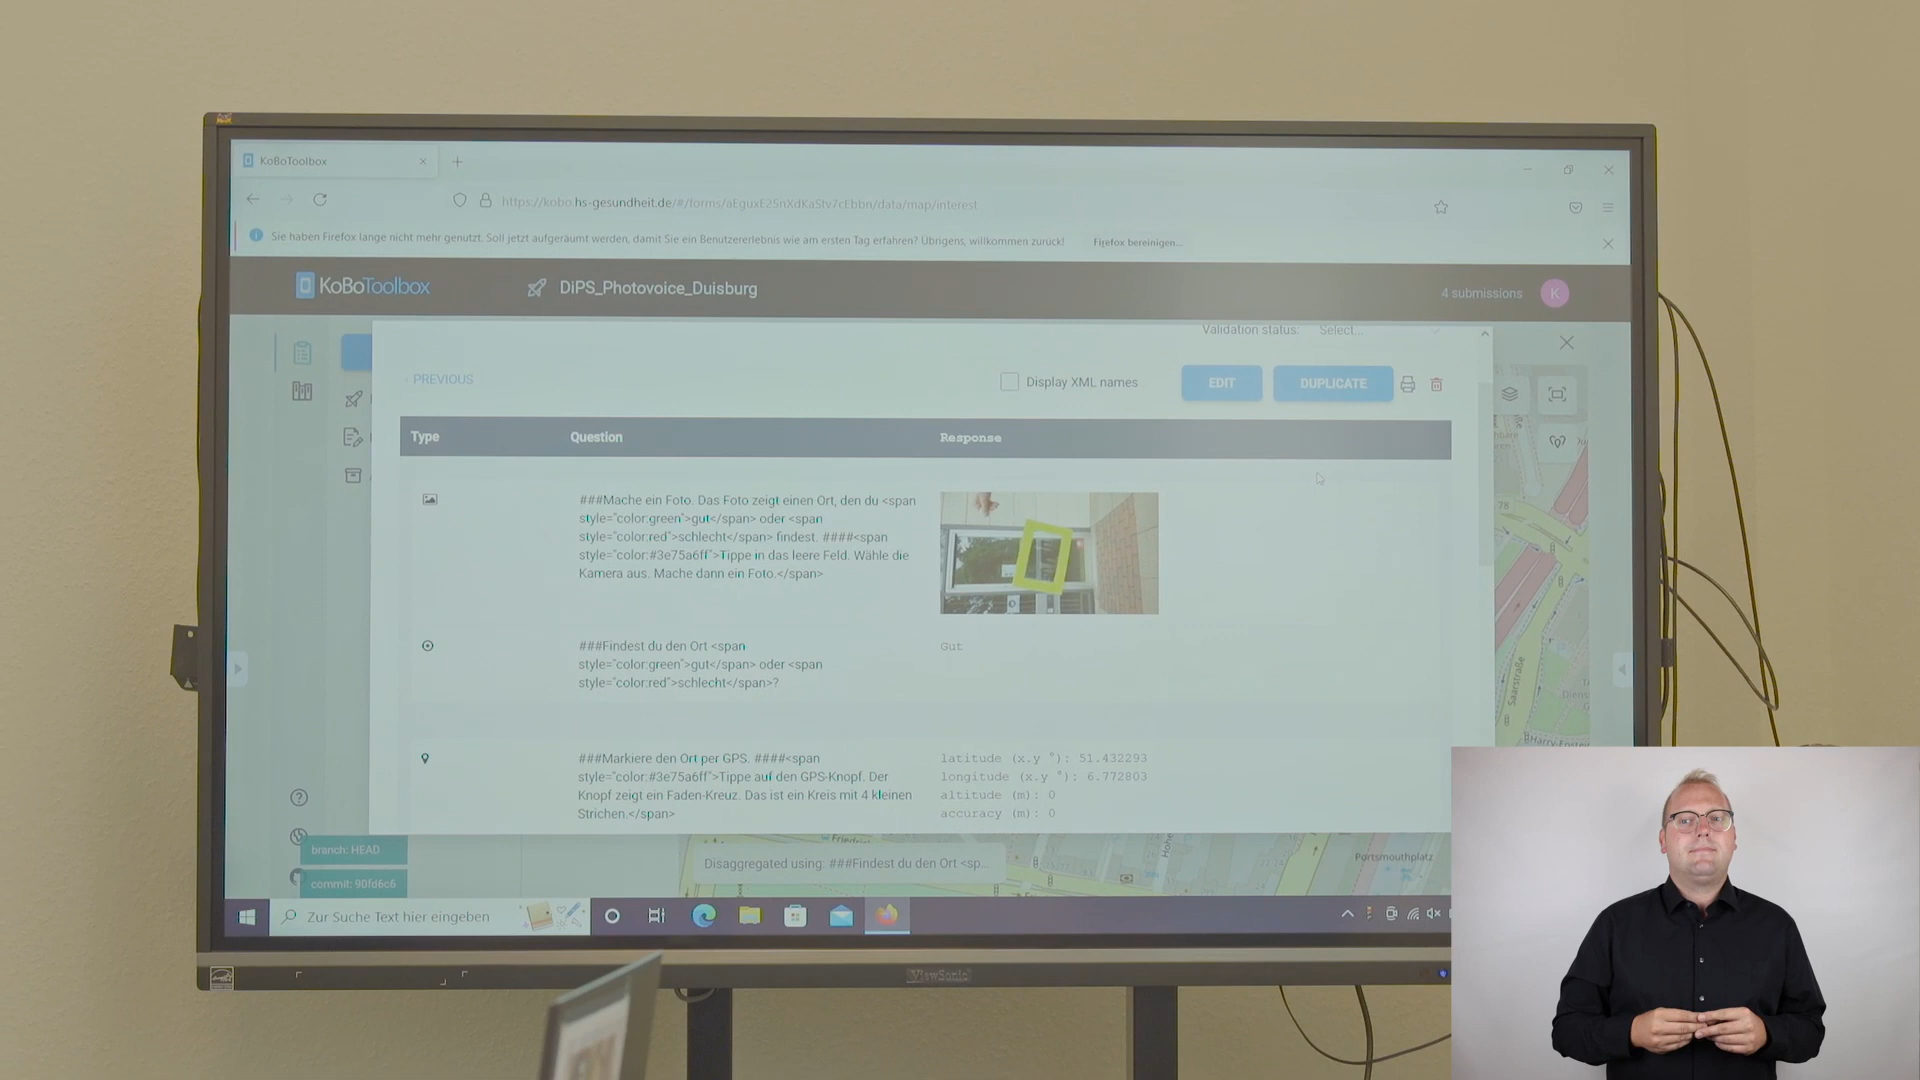 KoBoToolbox
https://kobo.hs-gesundheit.de/#/forms/aEguxE25nXdKaStv7cEbbn/data/map/interest
Sie haben Firefox lange nicht mehr genutzt. Soll jetzt aufgeräumt werden, damit Sie ein Benutzererlebnis wie am ersten Tag erfahren? Übrigens, willkommen zurück!
Firefox bereinigen...
KoBoToolbox
DiPS_Photovoice_Duisburg
4 submissions
K
Validation status: Select...
PREVIOUS
Display XML names
EDIT
DUPLICATE
Type
Question
Response
###Mache ein Foto. Das Foto zeigt einen Ort, den du <span
style="color:green">gut</span> oder <span
style="color:red">schlecht</span> findest. ####<span
style="color:#3e75a6ff">Tippe in das leere Feld. Wähle die
Kamera aus. Mache dann ein Foto.</span>
###Findest du den Ort <span
style="color:green">gut</span> oder <span
style="color:red">schlecht</span>?
Gut
###Markiere den Ort per GPS. ####<span
style="color:#3e75a6ff">Tippe auf den GPS-Knopf. Der
Knopf zeigt ein Faden-Kreuz. Das ist ein Kreis mit 4 kleinen
Strichen.</span>
latitude (x.y °): 51.432293
longitude (x.y °): 6.772803
altitude (m): 0
accuracy (m): 0
78
Saarstraße
branch: HEAD
commit: 90fd6c6
Disaggregated using: ###Findest du den Ort <sp...
Portsmouthplatz
Zur Suche Text hier eingeben
ViewSonic